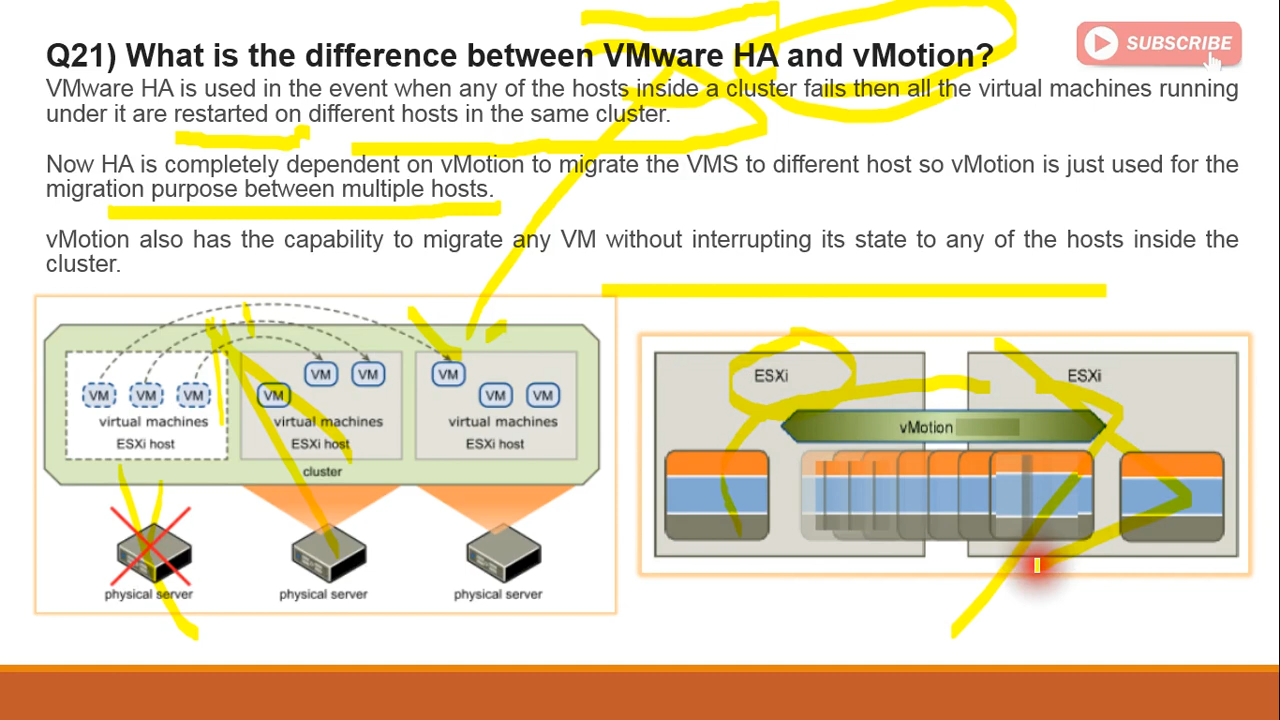 Q21) What is the difference between VMware HA and vMotion?
SUBSCRIBE
VMware HA is used in the event when any of the hosts inside a cluster fails then all the virtual machines running
under it are restarted on different hosts in the same cluster.
Now HA is completely dependent on vMotion to migrate the VMS to different host so vMotion is just used for the
migration purpose between multiple hosts.
vMotion also has the capability to migrate any VM without interrupting its state to any of the hosts inside the
cluster.
VM VM VM
virtual machines
ESXi host
VM VM VM
virtual machines
ESXi host
VM
VM VM
virtual machines
ESXi host
cluster
physical server
physical server
physical server
ESXi
ESXi
vMotion